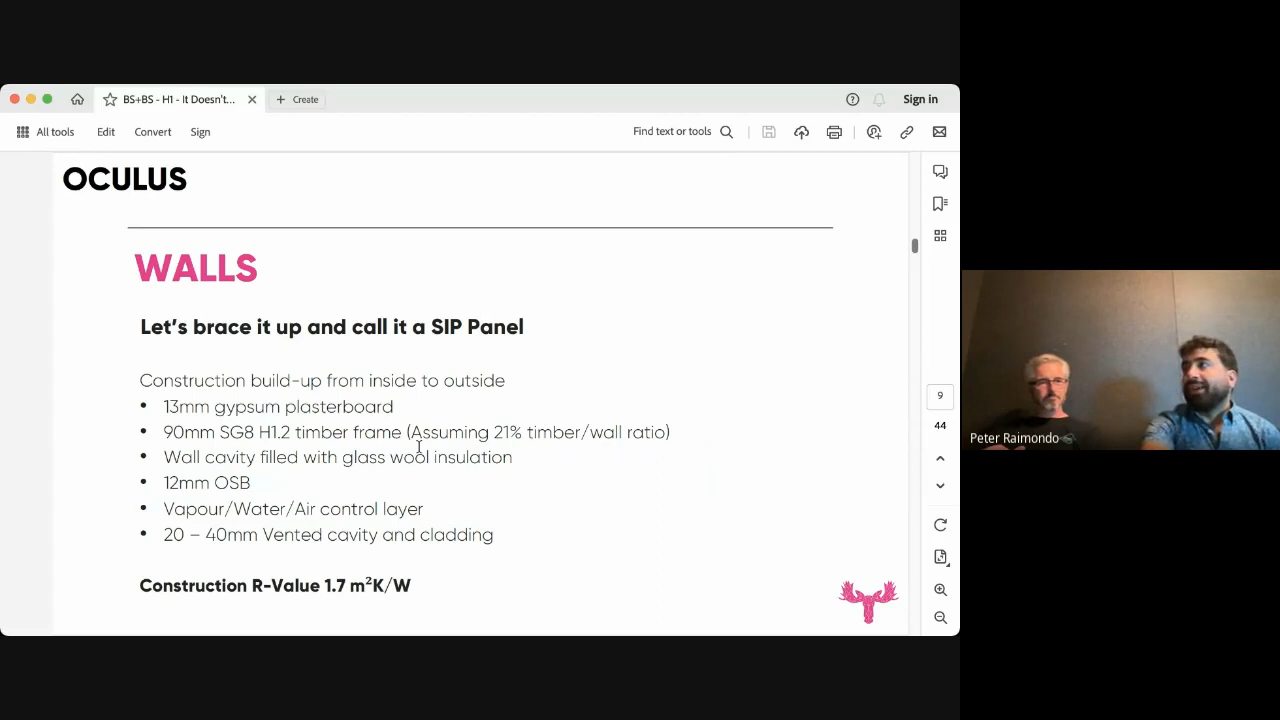 BS+BS - H1 - It Doesn't...
Create
Sign in
All tools
Edit
Convert
Sign
Find text or tools
OCULUS
WALLS
Let's brace it up and call it a SIP Panel
Construction build-up from inside to outside
• 13mm gypsum plasterboard
• 90mm SG8 H1.2 timber frame (Assuming 21% timber/wall ratio)
• Wall cavity filled with glass wool insulation
• 12mm OSB
• Vapour/Water/Air control layer
• 20 – 40mm Vented cavity and cladding
Construction R-Value 1.7 m²K/W
9
44
Peter Raimondo